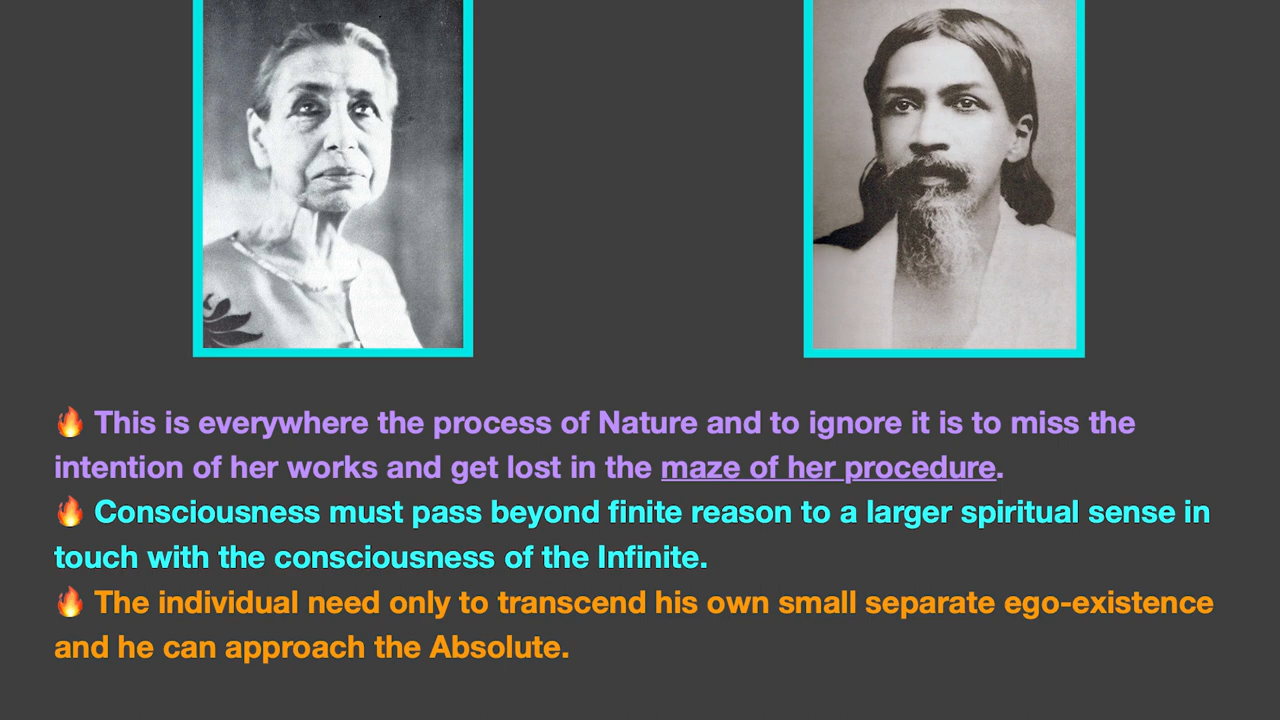 🔥 This is everywhere the process of Nature and to ignore it is to miss the
intention of her works and get lost in the maze of her procedure.
🔥 Consciousness must pass beyond finite reason to a larger spiritual sense in
touch with the consciousness of the Infinite.
🔥 The individual need only to transcend his own small separate ego-existence
and he can approach the Absolute.